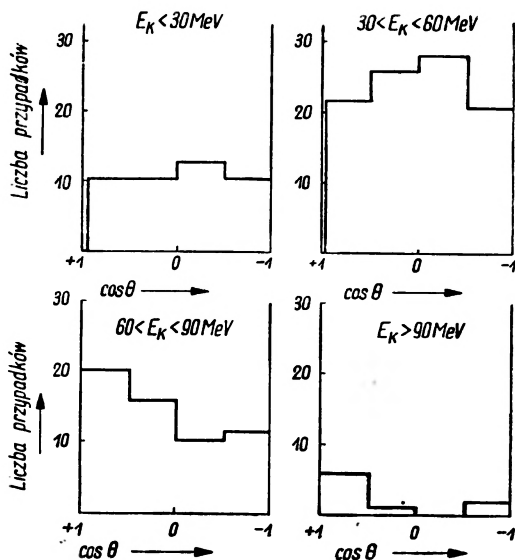 E_K < 30 MeV
30
20
10
Liczba przypadków
+1 0 -1
cos θ
30 < E_K < 60 MeV
30
20
10
+1 0 -1
cos θ
60 < E_K < 90 MeV
30
20
10
Liczba przypadków
+1 0 -1
cos θ
E_K > 90 MeV
30
20
10
+1 0 -1
cos θ